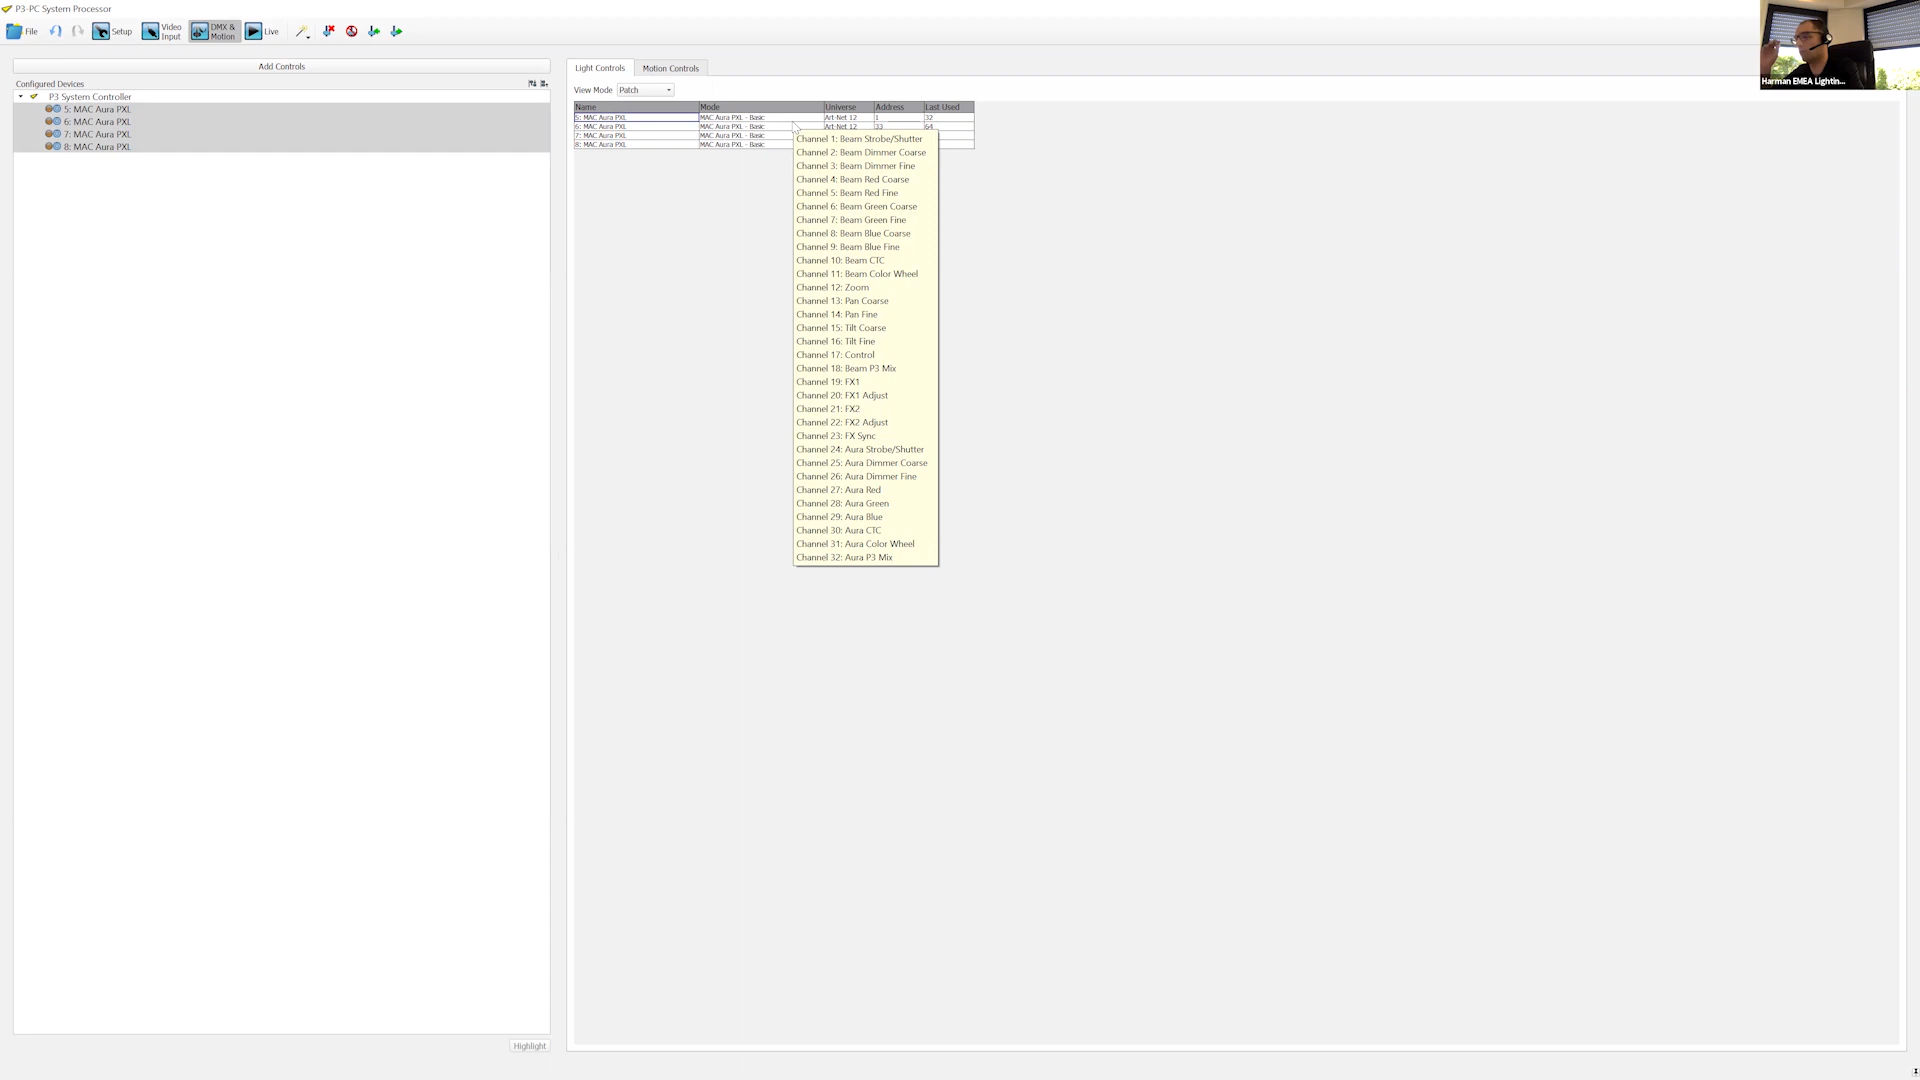 P3-PC System Processor
File Setup Video Input DMX & Motion Live
Harman EMEA Lightin...
Add Controls
Configured Devices
P3 System Controller
5: MAC Aura PXL
6: MAC Aura PXL
7: MAC Aura PXL
8: MAC Aura PXL
Highlight
Light Controls Motion Controls
View Mode Patch
Name Mode Universe Address Last Used
5: MAC Aura PXL MAC Aura PXL - Basic Art-Net 12 1 32
6: MAC Aura PXL MAC Aura PXL - Basic Art-Net 12 33 64
7: MAC Aura PXL MAC Aura PXL - Basic
8: MAC Aura PXL MAC Aura PXL - Basic
Channel 1: Beam Strobe/Shutter
Channel 2: Beam Dimmer Coarse
Channel 3: Beam Dimmer Fine
Channel 4: Beam Red Coarse
Channel 5: Beam Red Fine
Channel 6: Beam Green Coarse
Channel 7: Beam Green Fine
Channel 8: Beam Blue Coarse
Channel 9: Beam Blue Fine
Channel 10: Beam CTC
Channel 11: Beam Color Wheel
Channel 12: Zoom
Channel 13: Pan Coarse
Channel 14: Pan Fine
Channel 15: Tilt Coarse
Channel 16: Tilt Fine
Channel 17: Control
Channel 18: Beam P3 Mix
Channel 19: FX1
Channel 20: FX1 Adjust
Channel 21: FX2
Channel 22: FX2 Adjust
Channel 23: FX Sync
Channel 24: Aura Strobe/Shutter
Channel 25: Aura Dimmer Coarse
Channel 26: Aura Dimmer Fine
Channel 27: Aura Red
Channel 28: Aura Green
Channel 29: Aura Blue
Channel 30: Aura CTC
Channel 31: Aura Color Wheel
Channel 32: Aura P3 Mix